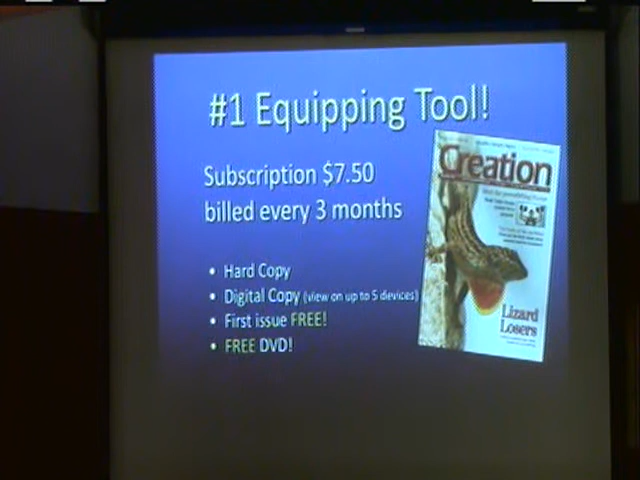 #1 Equipping Tool!
Subscription $7.50
billed every 3 months
• Hard Copy
• Digital Copy (view on up to 5 devices)
• First issue FREE!
• FREE DVD!
Creation
Lizard
Losers